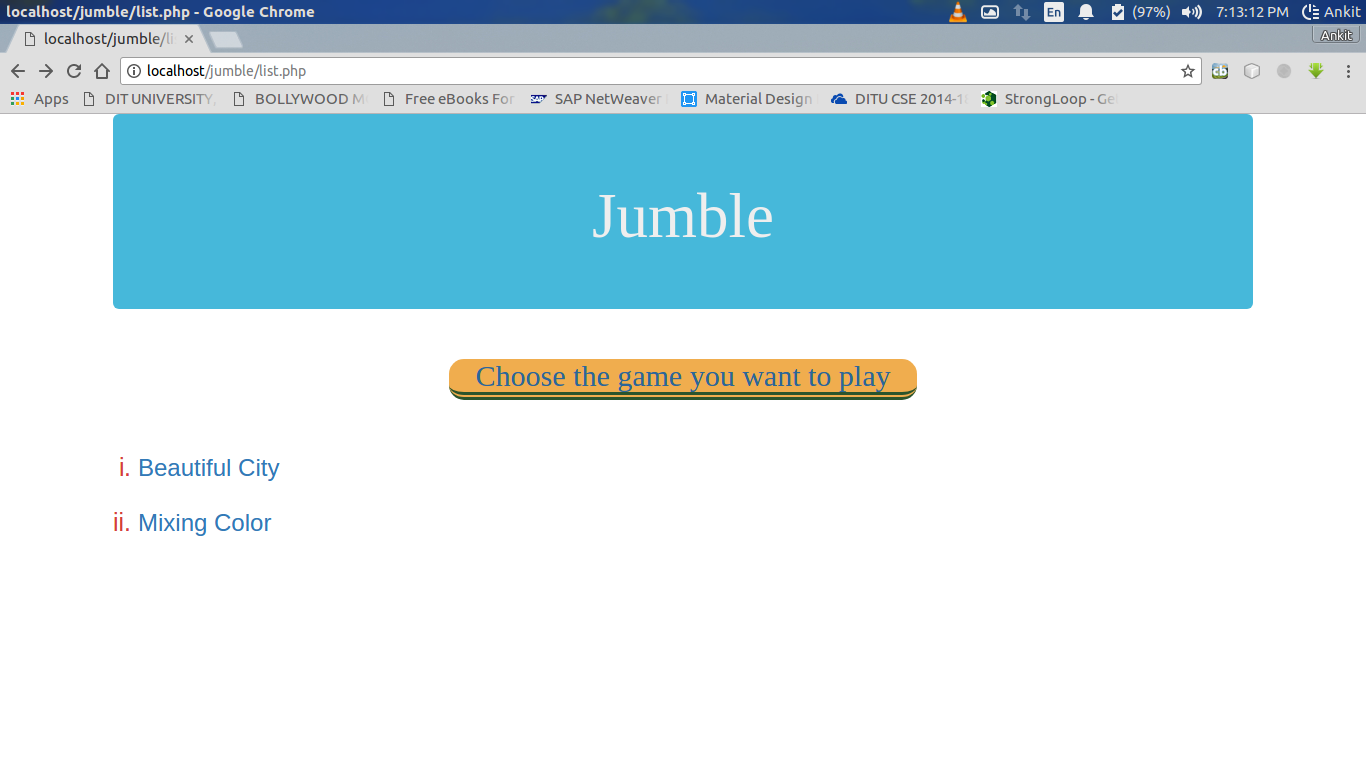 localhost/jumble/list.php - Google Chrome
En
(97%)
7:13:12 PM
Ankit
localhost/jumble/li
Ankit
localhost/jumble/list.php
Apps
DIT UNIVERSITY,
BOLLYWOOD M
Free eBooks For
SAP NetWeaver
Material Design
DITU CSE 2014-18
StrongLoop - Ge
Jumble
Choose the game you want to play
i. Beautiful City
ii. Mixing Color